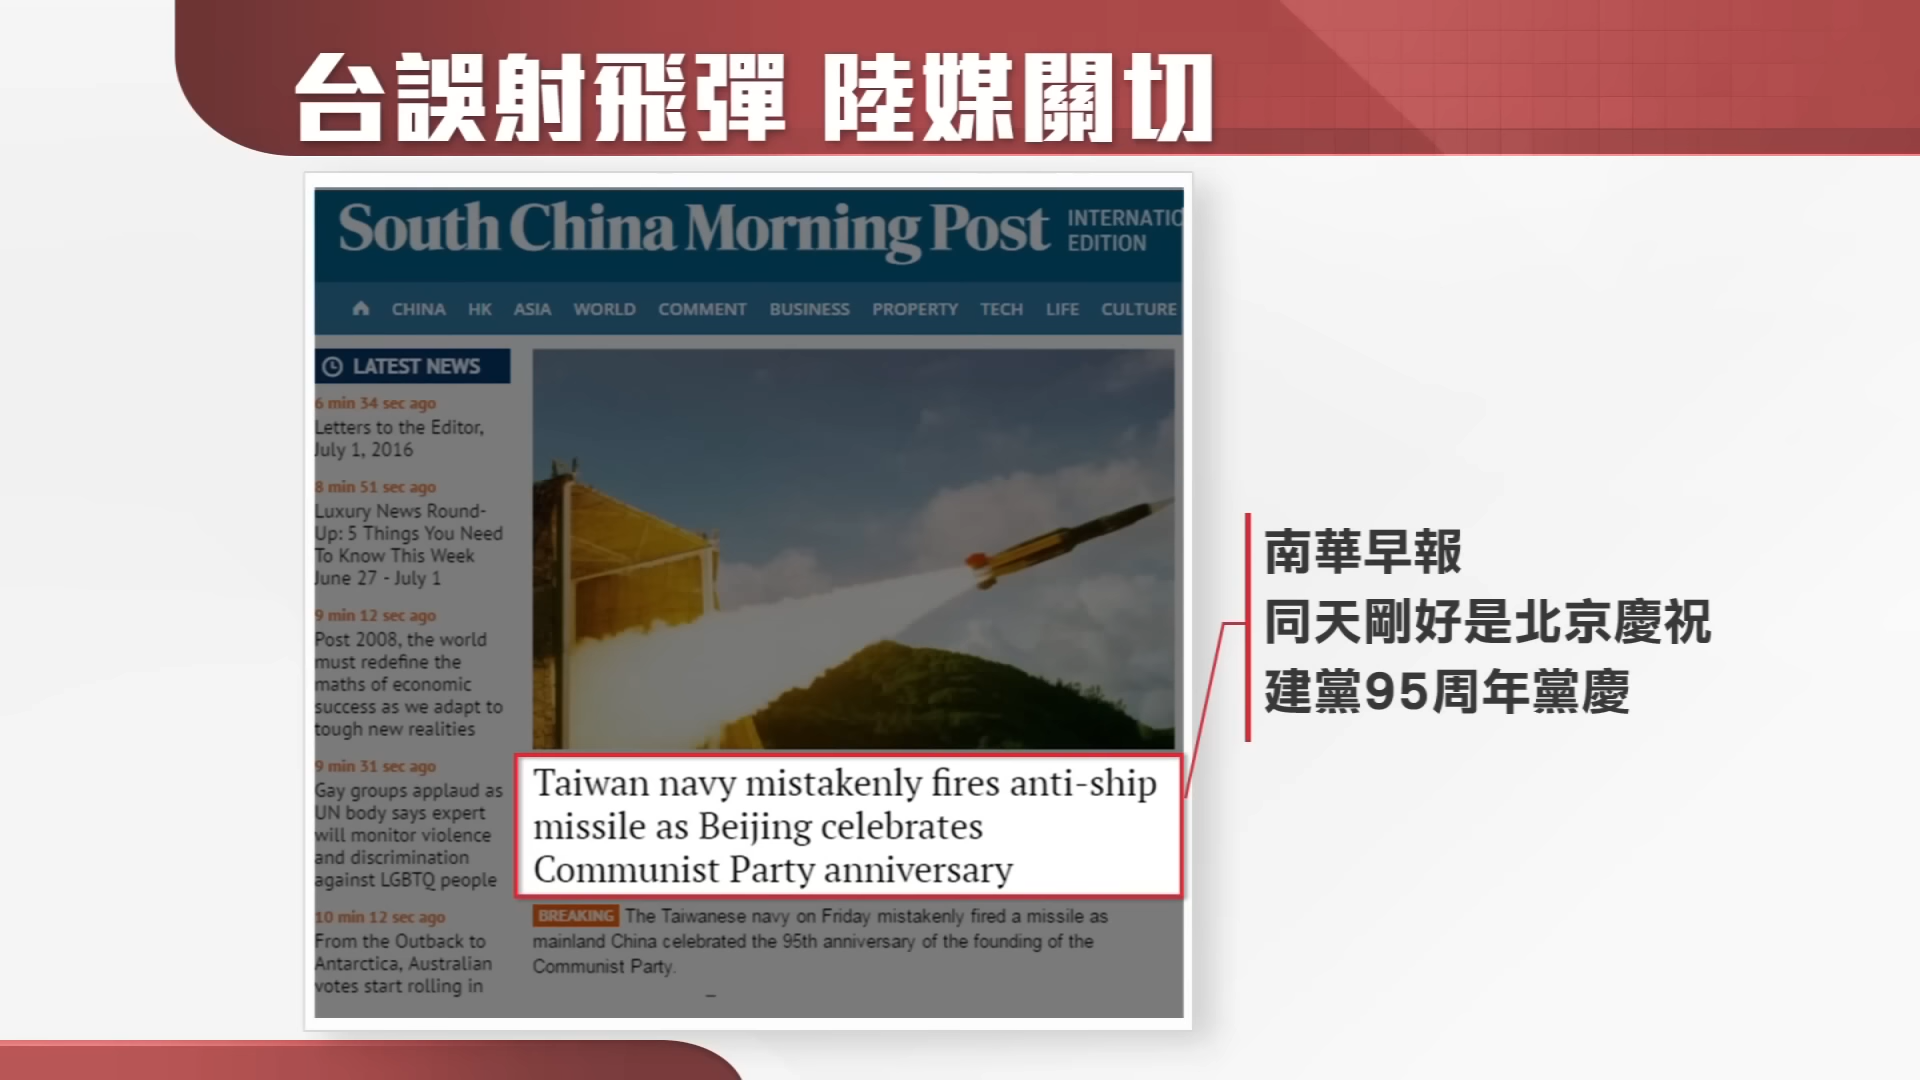 台誤射飛彈 陸媒關切
South China Morning Post
INTERNATIO
EDITION
CHINA HK ASIA WORLD COMMENT BUSINESS PROPERTY TECH LIFE CULTURE
LATEST NEWS
6 min 34 sec ago
Letters to the Editor,
July 1, 2016
8 min 51 sec ago
Luxury News Round-
Up: 5 Things You Need
To Know This Week
June 27 - July 1
9 min 12 sec ago
Post 2008, the world
must redefine the
maths of economic
success as we adapt to
tough new realities
9 min 31 sec ago
Gay groups applaud as
UN body says expert
will monitor violence
and discrimination
against LGBTQ people
10 min 12 sec ago
From the Outback to
Antarctica, Australian
votes start rolling in
Taiwan navy mistakenly fires anti-ship
missile as Beijing celebrates
Communist Party anniversary
BREAKING The Taiwanese navy on Friday mistakenly fired a missile as
mainland China celebrated the 95th anniversary of the founding of the
Communist Party.
南華早報
同天剛好是北京慶祝
建黨95周年黨慶